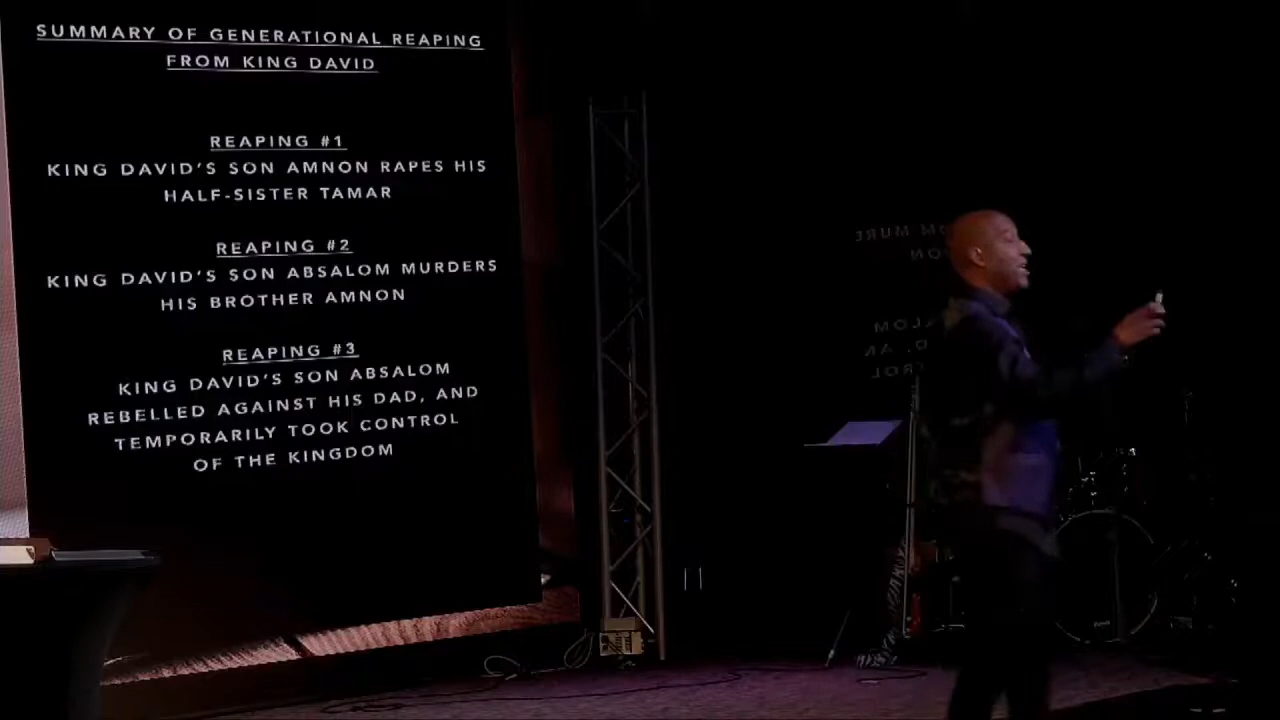 SUMMARY OF GENERATIONAL REAPING
FROM KING DAVID
REAPING #1
KING DAVID'S SON AMNON RAPES HIS
HALF-SISTER TAMAR
REAPING #2
KING DAVID'S SON ABSALOM MURDERS
HIS BROTHER AMNON
REAPING #3
KING DAVID'S SON ABSALOM
REBELLED AGAINST HIS DAD, AND
TEMPORARILY TOOK CONTROL
OF THE KINGDOM